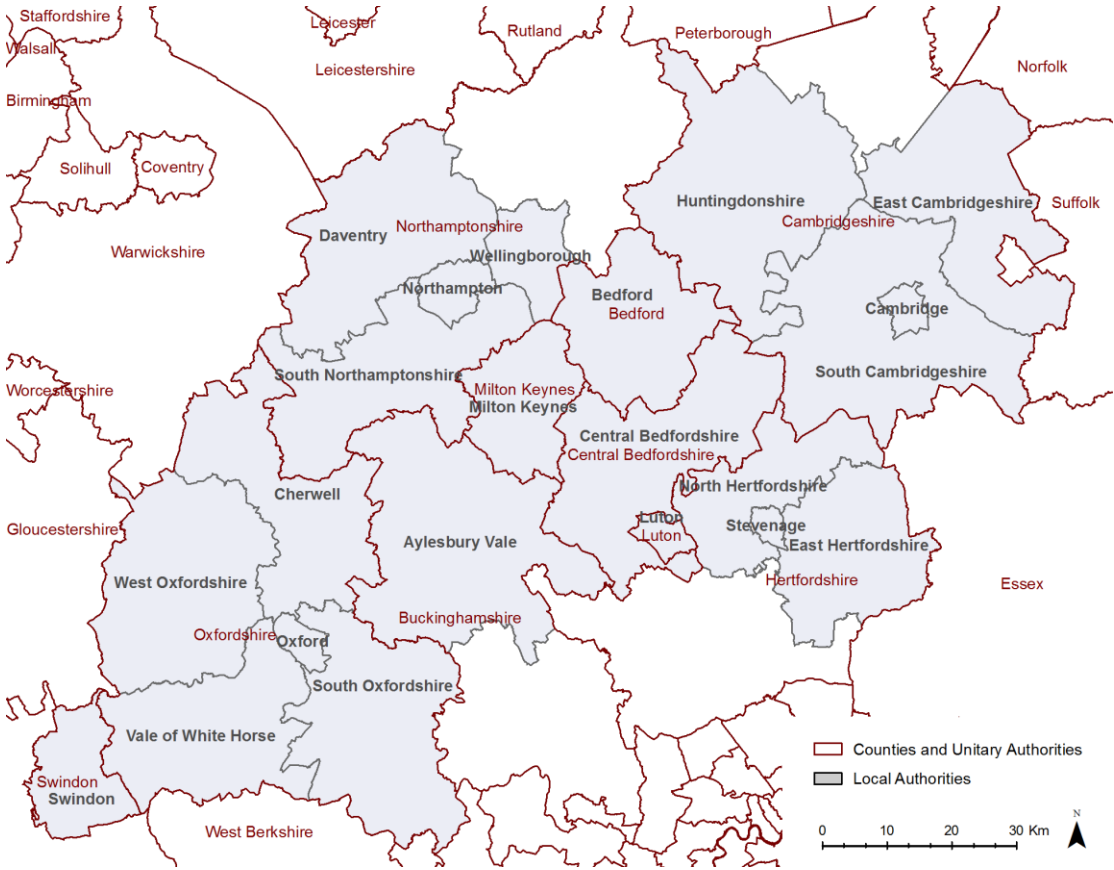 Staffordshire
Leicester
Rutland
Peterborough
Walsall
Leicestershire
Norfolk
Birmingham
Solihull
Coventry
Huntingdonshire
East Cambridgeshire
Suffolk
Cambridgeshire
Northamptonshire
Daventry
Warwickshire
Wellingborough
Northampton
Bedford
Bedford
Cambridge
South Northamptonshire
South Cambridgeshire
Worcestershire
Milton Keynes
Milton Keynes
Central Bedfordshire
Central Bedfordshire
North Hertfordshire
Cherwell
Luton
Luton
Stevenage
Gloucestershire
Aylesbury Vale
East Hertfordshire
West Oxfordshire
Hertfordshire
Essex
Buckinghamshire
Oxfordshire
Oxford
South Oxfordshire
Vale of White Horse
Swindon
Swindon
West Berkshire
Counties and Unitary Authorities
Local Authorities
N
0 10 20 30 Km